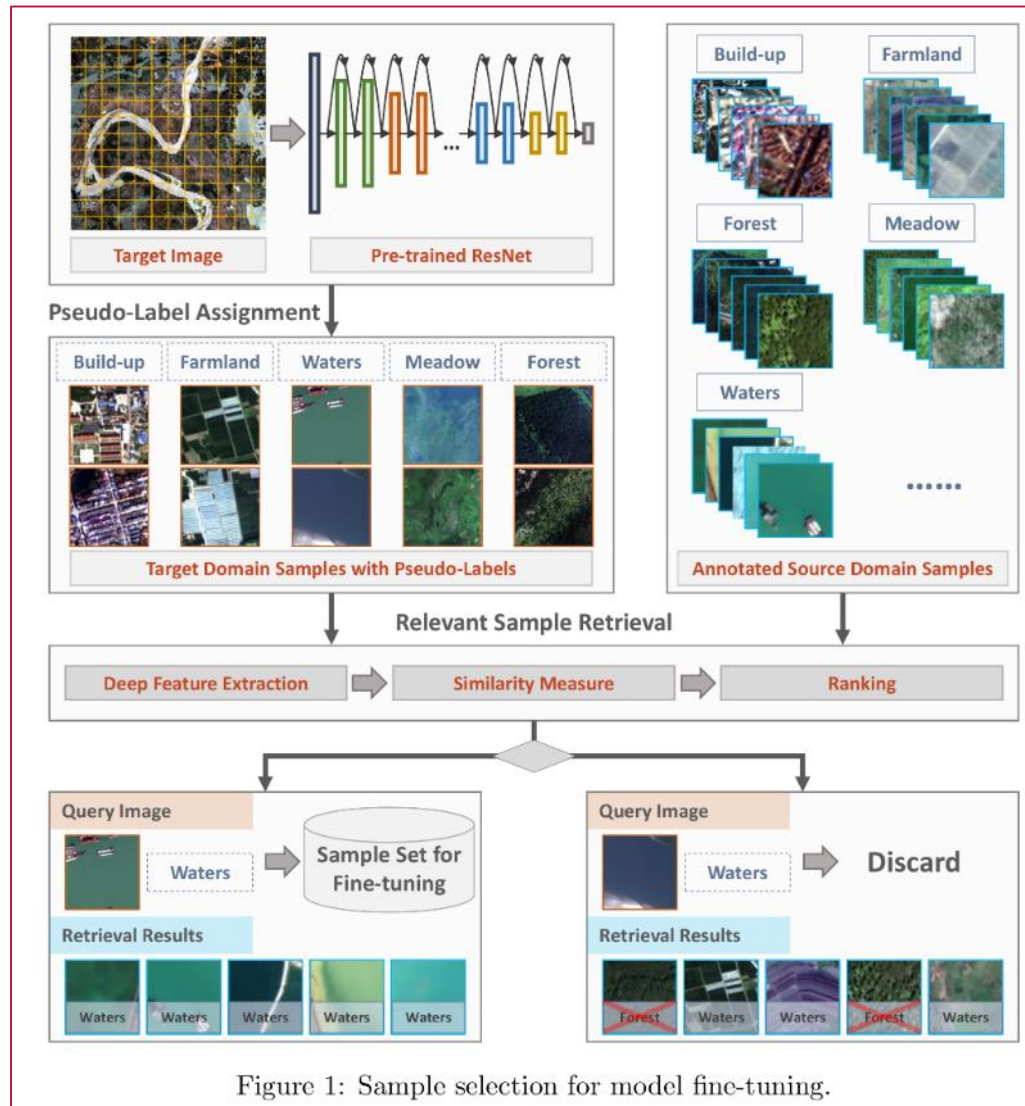 Target Image
Pre-trained ResNet
...
Pseudo-Label Assignment
Build-up
Farmland
Waters
Meadow
Forest
Target Domain Samples with Pseudo-Labels
Build-up
Farmland
Forest
Meadow
Waters
......
Annotated Source Domain Samples
Relevant Sample Retrieval
Deep Feature Extraction
Similarity Measure
Ranking
Query Image
Waters
Sample Set for
Fine-tuning
Retrieval Results
Waters
Waters
Waters
Waters
Waters
Query Image
Waters
Discard
Retrieval Results
Forest
Waters
Waters
Forest
Waters
Figure 1: Sample selection for model fine-tuning.